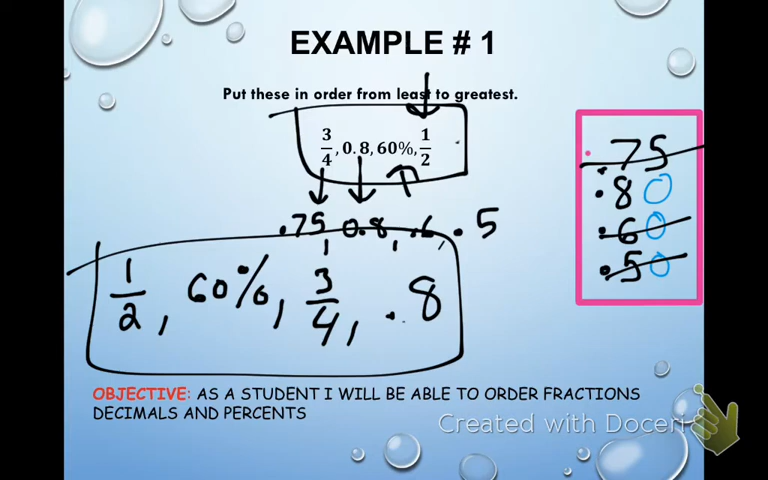 EXAMPLE # 1
Put these in order from least to greatest.
3/4, 0.8, 60%, 1/2
.75, 0.8, .6, .5
1/2, 60%, 3/4, .8
.75
.80
.60
.50
OBJECTIVE: AS A STUDENT I WILL BE ABLE TO ORDER FRACTIONS
DECIMALS AND PERCENTS
Created with Doceri